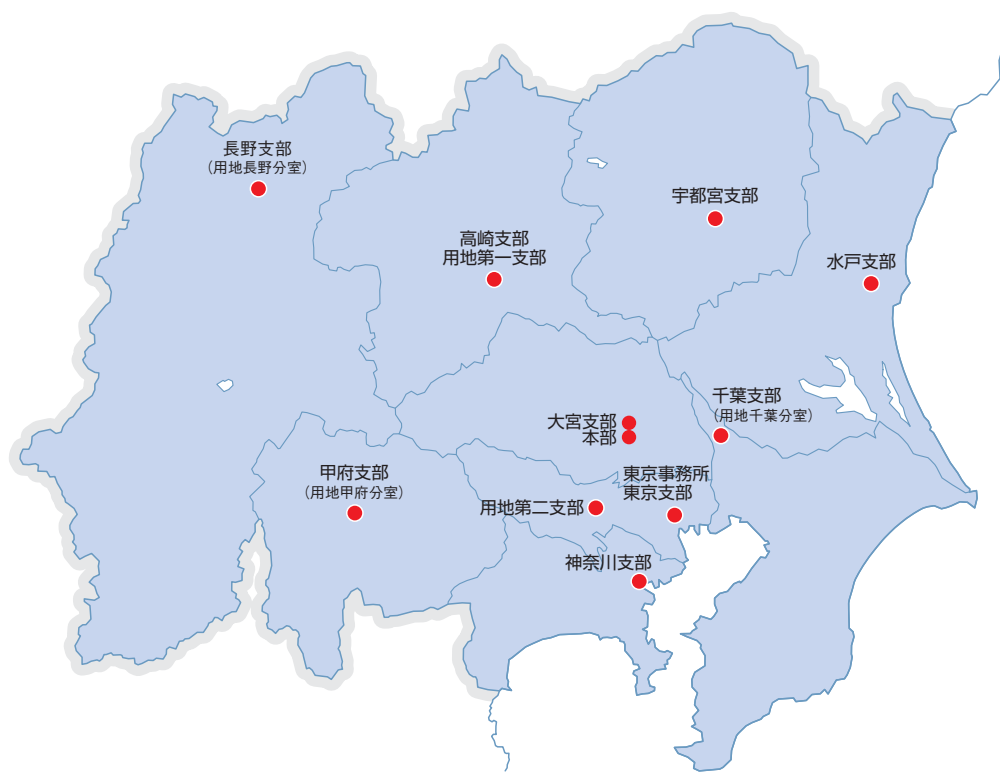 長野支部
（用地長野分室）
宇都宮支部
高崎支部
用地第一支部
水戸支部
千葉支部
（用地千葉分室）
大宮支部
本部
甲府支部
（用地甲府分室）
東京事務所
東京支部
用地第二支部
神奈川支部